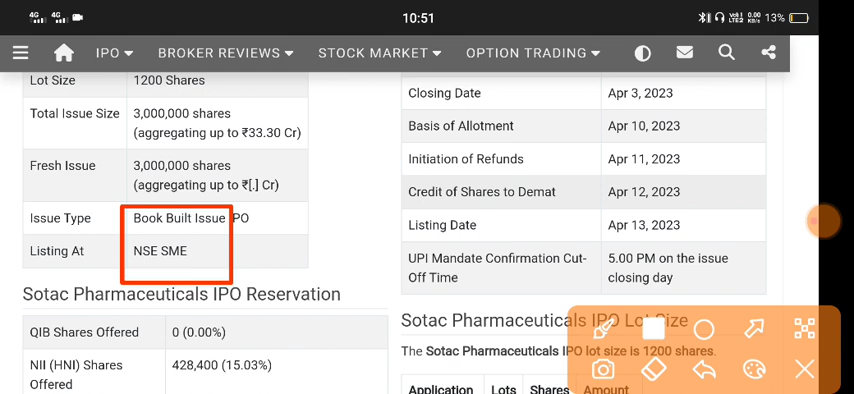 4G 4G 10:51 13%
IPO BROKER REVIEWS STOCK MARKET OPTION TRADING
Lot Size 1200 Shares
Total Issue Size 3,000,000 shares
(aggregating up to ₹33.30 Cr)
Fresh Issue 3,000,000 shares
(aggregating up to ₹[.] Cr)
Issue Type Book Built Issue PO
Listing At NSE SME
Sotac Pharmaceuticals IPO Reservation
QIB Shares Offered 0 (0.00%)
NII (HNI) Shares 428,400 (15.03%)
Offered
Closing Date Apr 3, 2023
Basis of Allotment Apr 10, 2023
Initiation of Refunds Apr 11, 2023
Credit of Shares to Demat Apr 12, 2023
Listing Date Apr 13, 2023
UPI Mandate Confirmation Cut- 5.00 PM on the issue
Off Time closing day
Sotac Pharmaceuticals IPO Lot Size
The Sotac Pharmaceuticals IPO lot size is 1200 shares.
Application Lots Shares Amount